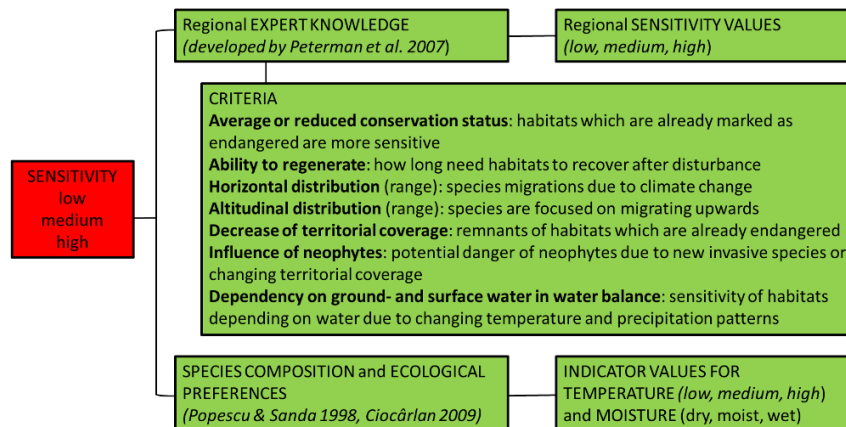 Regional EXPERT KNOWLEDGE
(developed by Peterman et al. 2007)
Regional SENSITIVITY VALUES
(low, medium, high)
CRITERIA
Average or reduced conservation status: habitats which are already marked as
endangered are more sensitive
Ability to regenerate: how long need habitats to recover after disturbance
Horizontal distribution (range): species migrations due to climate change
Altitudinal distribution (range): species are focused on migrating upwards
Decrease of territorial coverage: remnants of habitats which are already endangered
Influence of neophytes: potential danger of neophytes due to new invasive species or
changing territorial coverage
Dependency on ground- and surface water in water balance: sensitivity of habitats
depending on water due to changing temperature and precipitation patterns
SENSITIVITY
low
medium
high
SPECIES COMPOSITION and ECOLOGICAL
PREFERENCES
(Popescu & Sanda 1998, Ciocârlan 2009)
INDICATOR VALUES FOR
TEMPERATURE (low, medium, high)
and MOISTURE (dry, moist, wet)